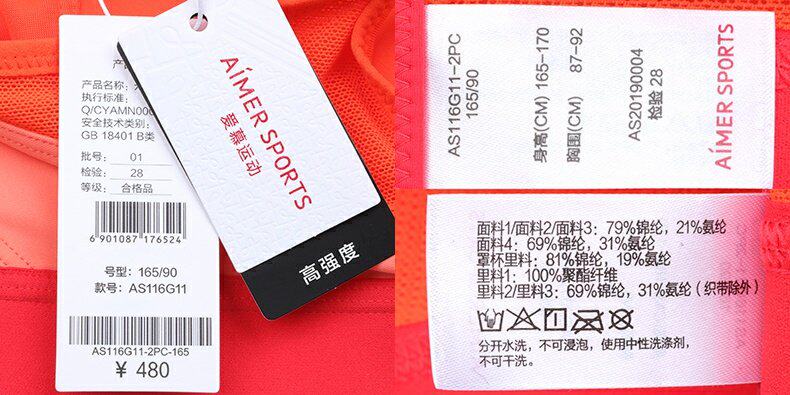 产
产品名称:
执行标准:
Q/CYAMN000
安全技术类别:
GB 18401 B类
批号: 01
检验: 28
等级: 合格品
6 901087 176524
号型: 165/90
款号: AS116G11
AS116G11-2PC-165
¥ 480
AiMER SPORTS
爱慕运动
高强度
AS116G11-2PC
165/90
身高(CM) 165-170
胸围(CM) 87-92
AS20190004
检验 28
AiMER SPORTS
面料1/面料2/面料3: 79%锦纶, 21%氨纶
面料4: 69%锦纶, 31%氨纶
罩杯里料: 81%锦纶, 19%氨纶
里料1: 100%聚酯纤维
里料2/里料3: 69%锦纶, 31%氨纶 (织带除外)
分开水洗, 不可浸泡, 使用中性洗涤剂,
不可干洗。